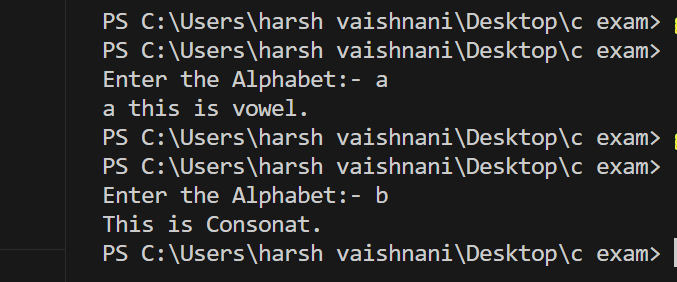 PS C:\Users\harsh vaishnani\Desktop\c exam>
PS C:\Users\harsh vaishnani\Desktop\c exam>
Enter the Alphabet:- a
a this is vowel.
PS C:\Users\harsh vaishnani\Desktop\c exam>
PS C:\Users\harsh vaishnani\Desktop\c exam>
Enter the Alphabet:- b
This is Consonat.
PS C:\Users\harsh vaishnani\Desktop\c exam>